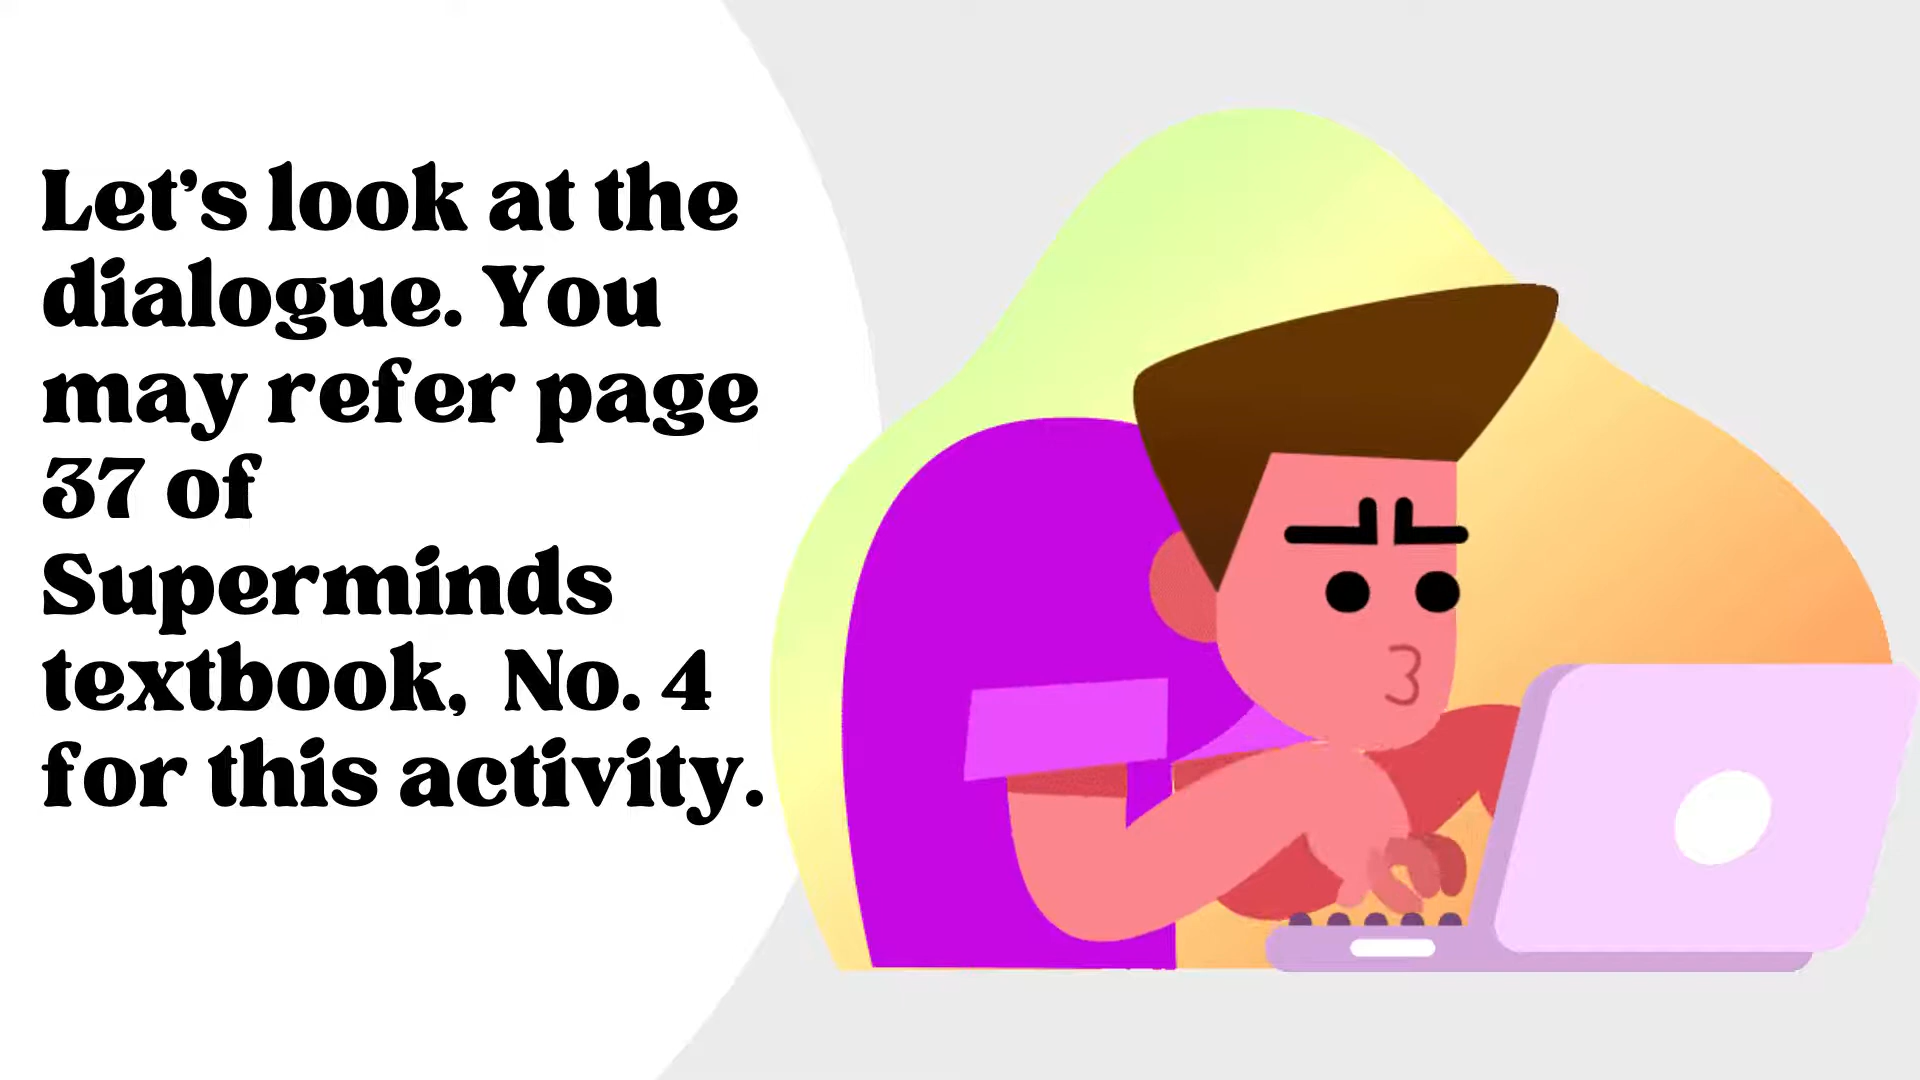 Let's look at the
dialogue. You
may refer page
37 of
Superminds
textbook, No. 4
for this activity.